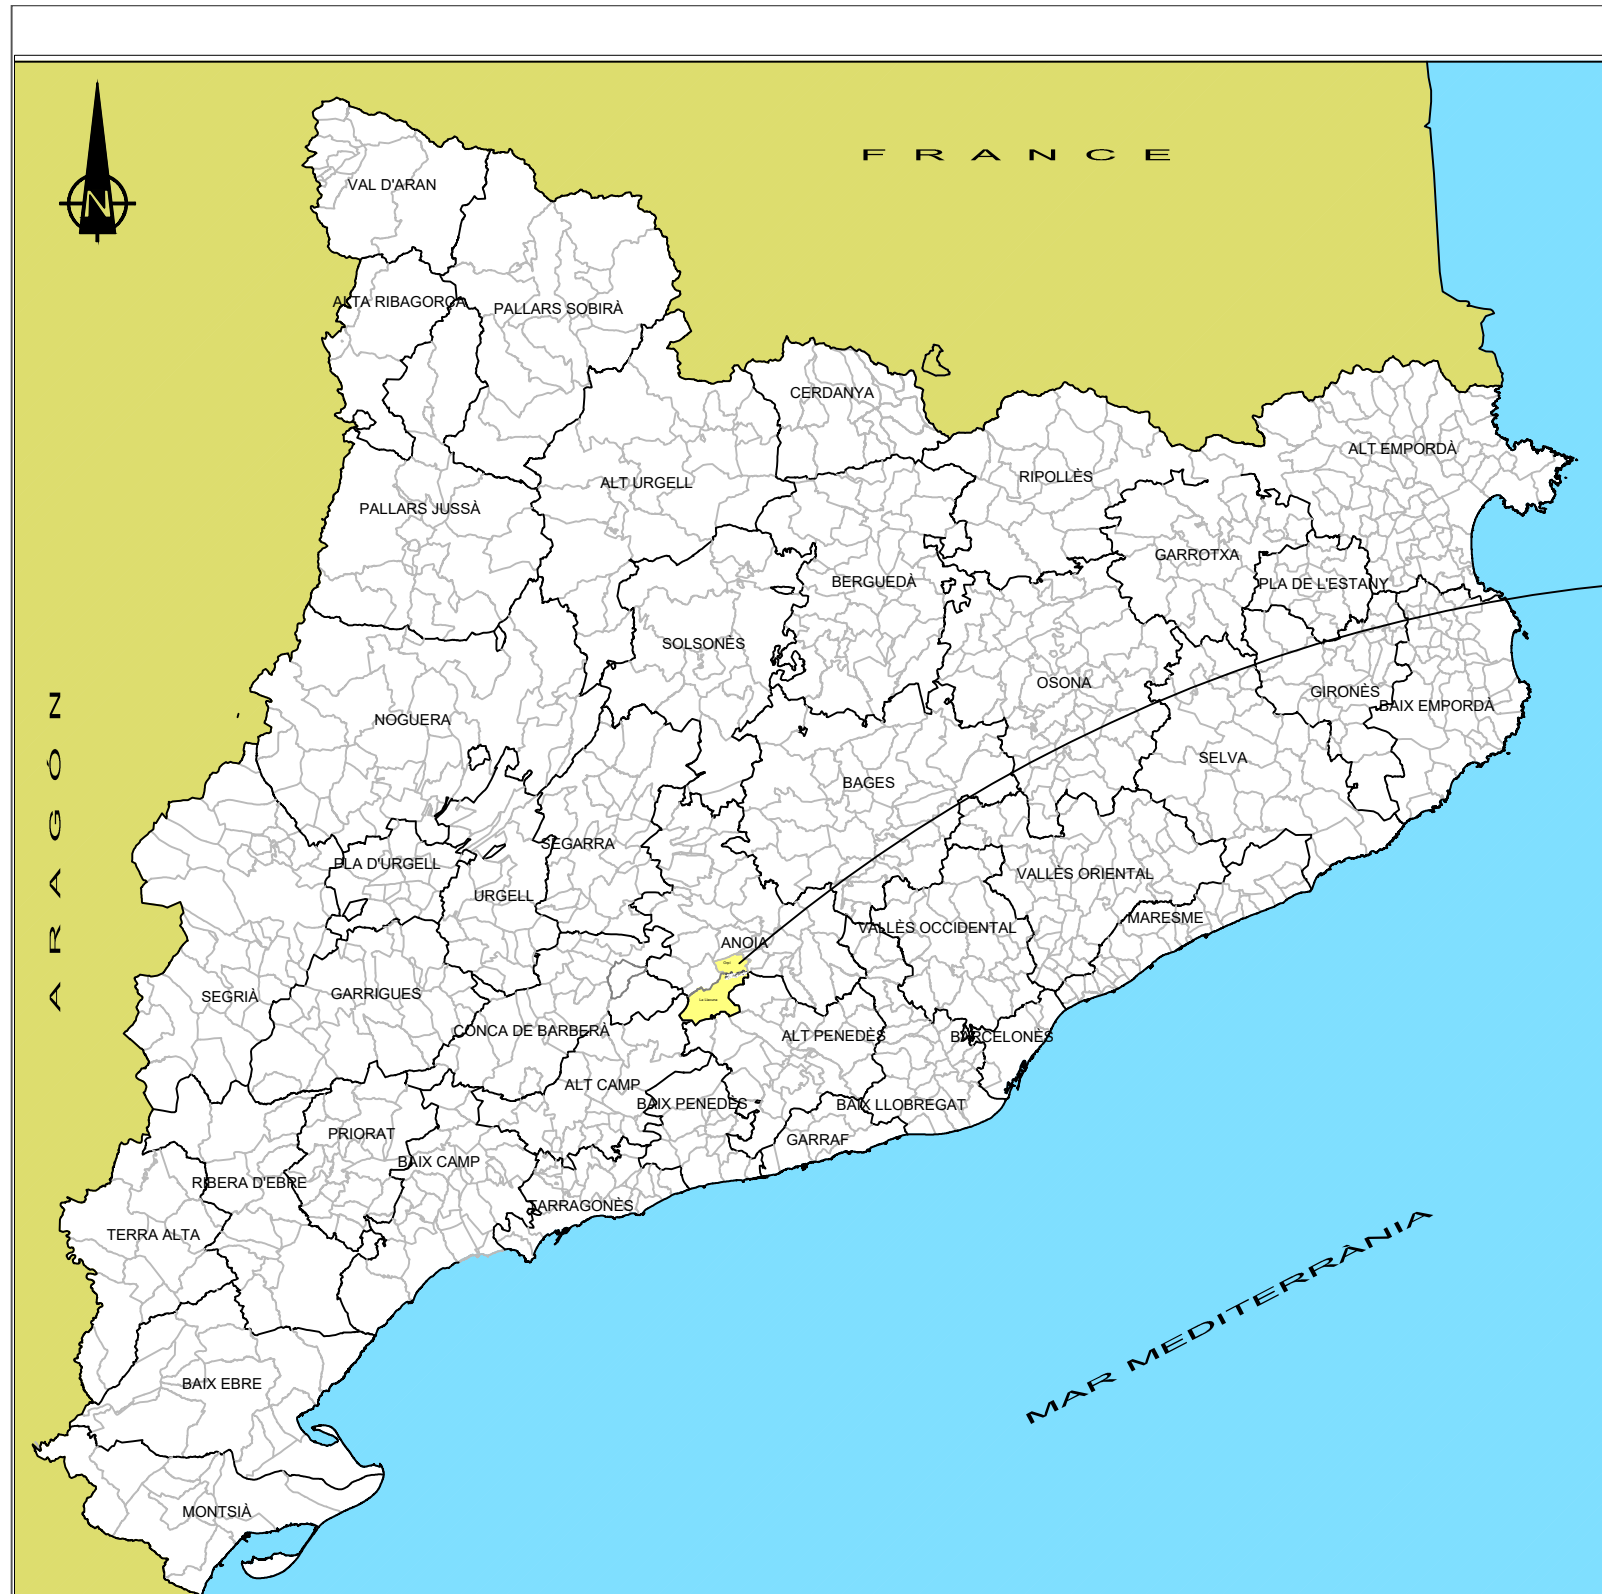 FRANCE
N
VAL D'ARAN
ALTA RIBAGORÇA
PALLARS SOBIRÀ
CERDANYA
ALT EMPORDÀ
RIPOLLÈS
ALT URGELL
PALLARS JUSSÀ
GARROTXA
BERGUEDÀ
PLA DE L'ESTANY
SOLSONÈS
OSONA
GIRONÈS
BAIX EMPORDÀ
NOGUERA
ARAGÓN
SELVA
BAGES
SEGARRA
PLA D'URGELL
VALLÈS ORIENTAL
URGELL
MARESME
VALLÈS OCCIDENTAL
ANOIA
SEGRIÀ
GARRIGUES
La Llacuna
CONCA DE BARBERÀ
ALT PENEDÈS
BARCELONÈS
ALT CAMP
BAIX PENEDÈS
BAIX LLOBREGAT
PRIORAT
GARRAF
BAIX CAMP
RIBERA D'EBRE
TARRAGONÈS
TERRA ALTA
MAR MEDITERRÀNIA
BAIX EBRE
MONTSIÀ